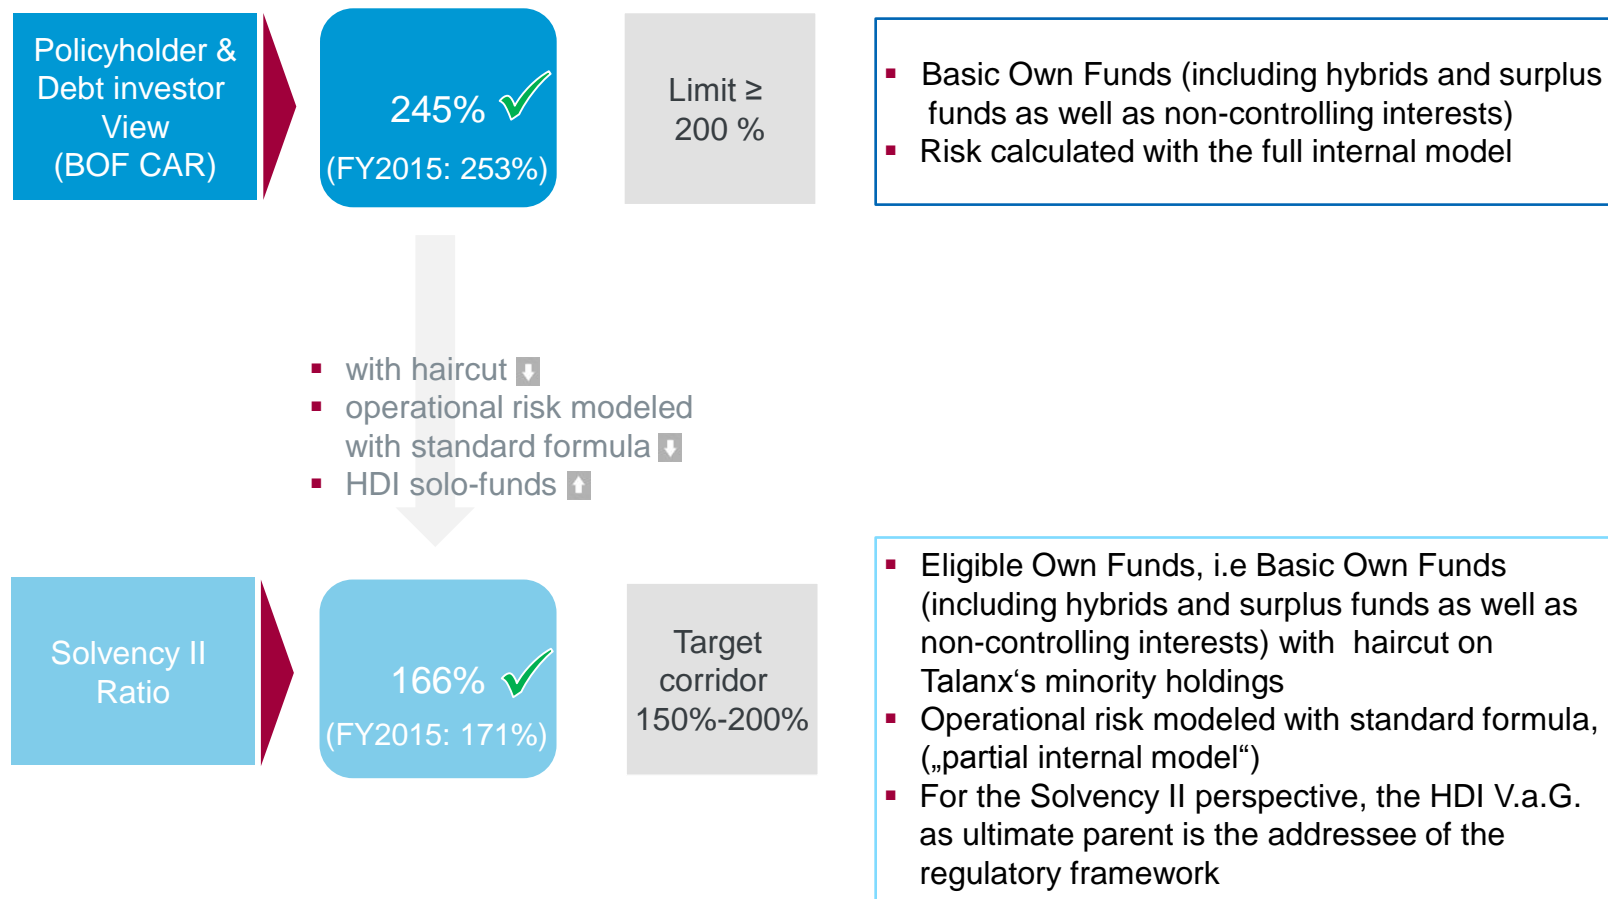 Policyholder &
Debt investor
View
(BOF CAR)
245%
(FY2015: 253%)
Limit ≥
200 %
▪ Basic Own Funds (including hybrids and surplus
funds as well as non-controlling interests)
▪ Risk calculated with the full internal model
▪ with haircut
▪ operational risk modeled
with standard formula
▪ HDI solo-funds
Solvency II
Ratio
166%
(FY2015: 171%)
Target
corridor
150%-200%
▪ Eligible Own Funds, i.e Basic Own Funds
(including hybrids and surplus funds as well as
non-controlling interests) with haircut on
Talanx‘s minority holdings
▪ Operational risk modeled with standard formula,
(„partial internal model“)
▪ For the Solvency II perspective, the HDI V.a.G.
as ultimate parent is the addressee of the
regulatory framework